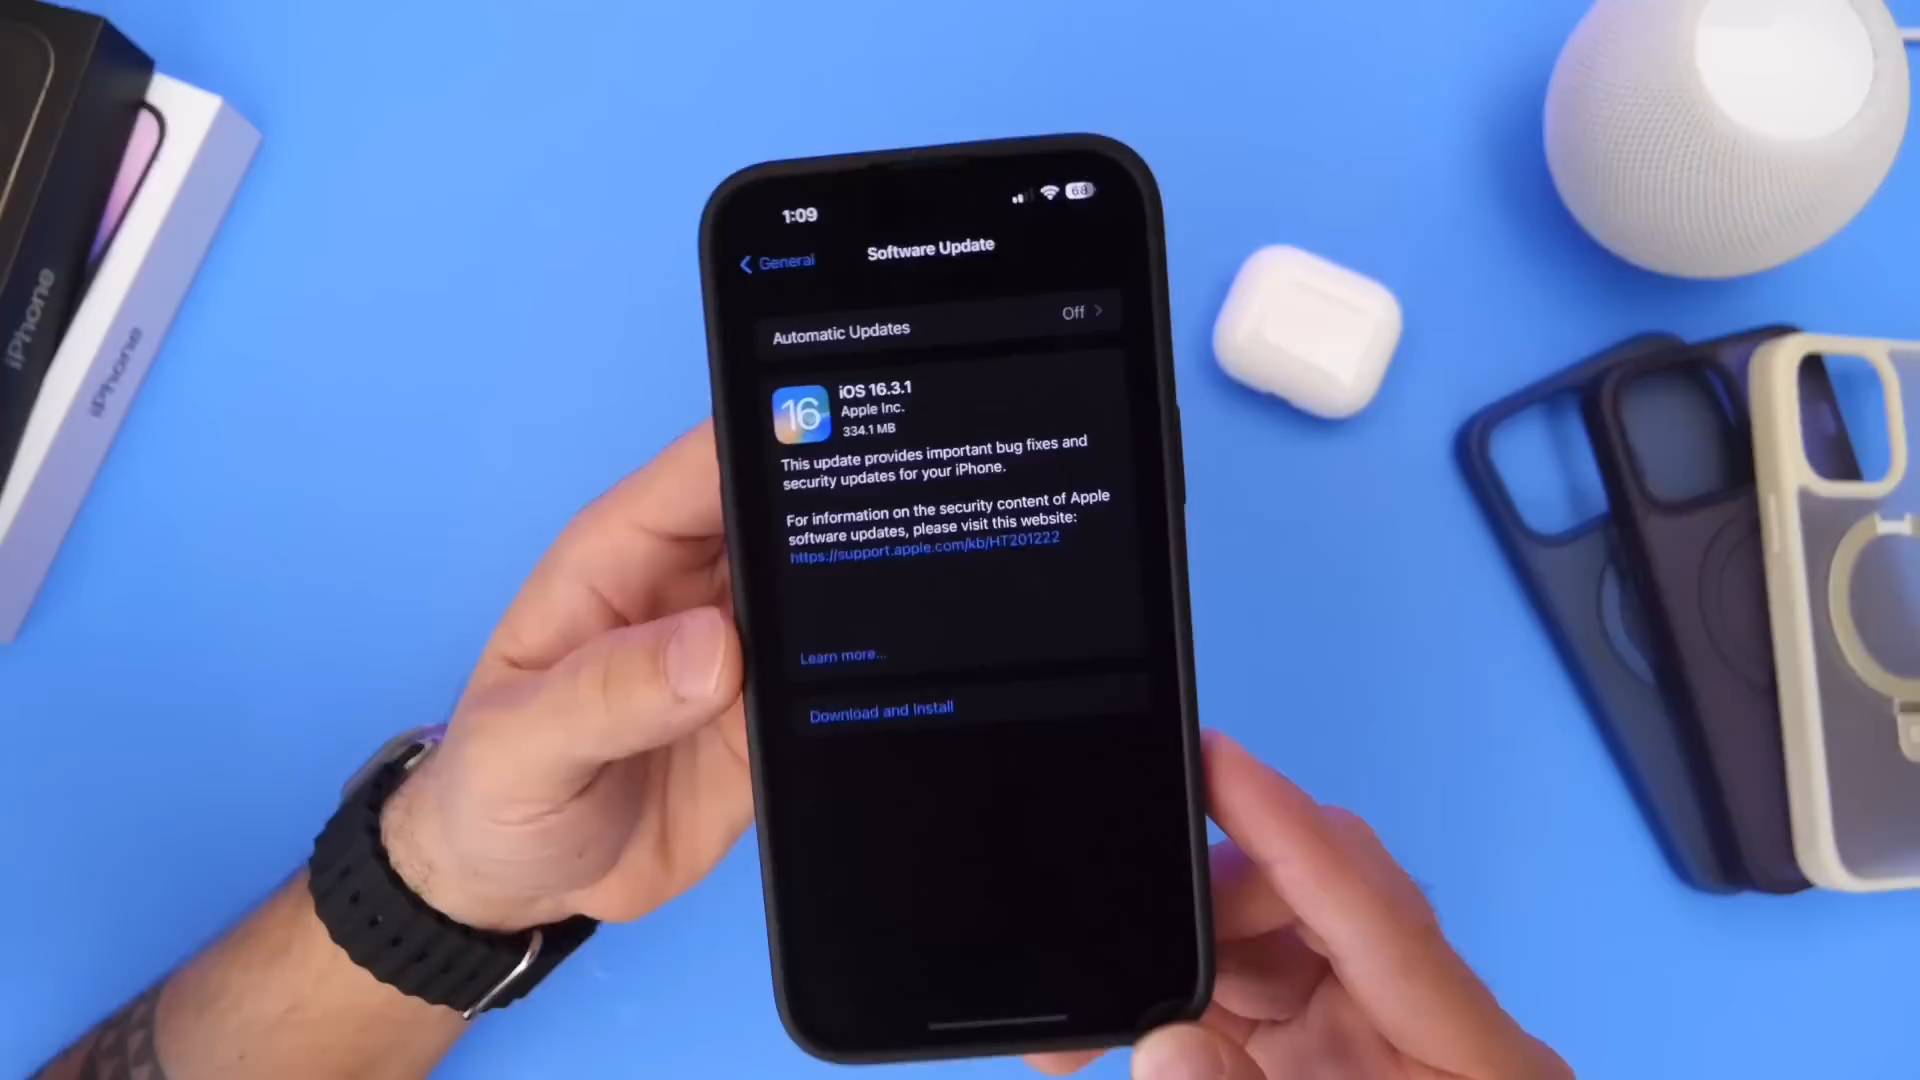 1:09
68
General
Software Update
Automatic Updates
Off
16
iOS 16.3.1
Apple Inc.
334.1 MB
This update provides important bug fixes and
security updates for your iPhone.
For information on the security content of Apple
software updates, please visit this website:
https://support.apple.com/kb/HT201222
Learn more...
Download and Install
iPhone
iPhone